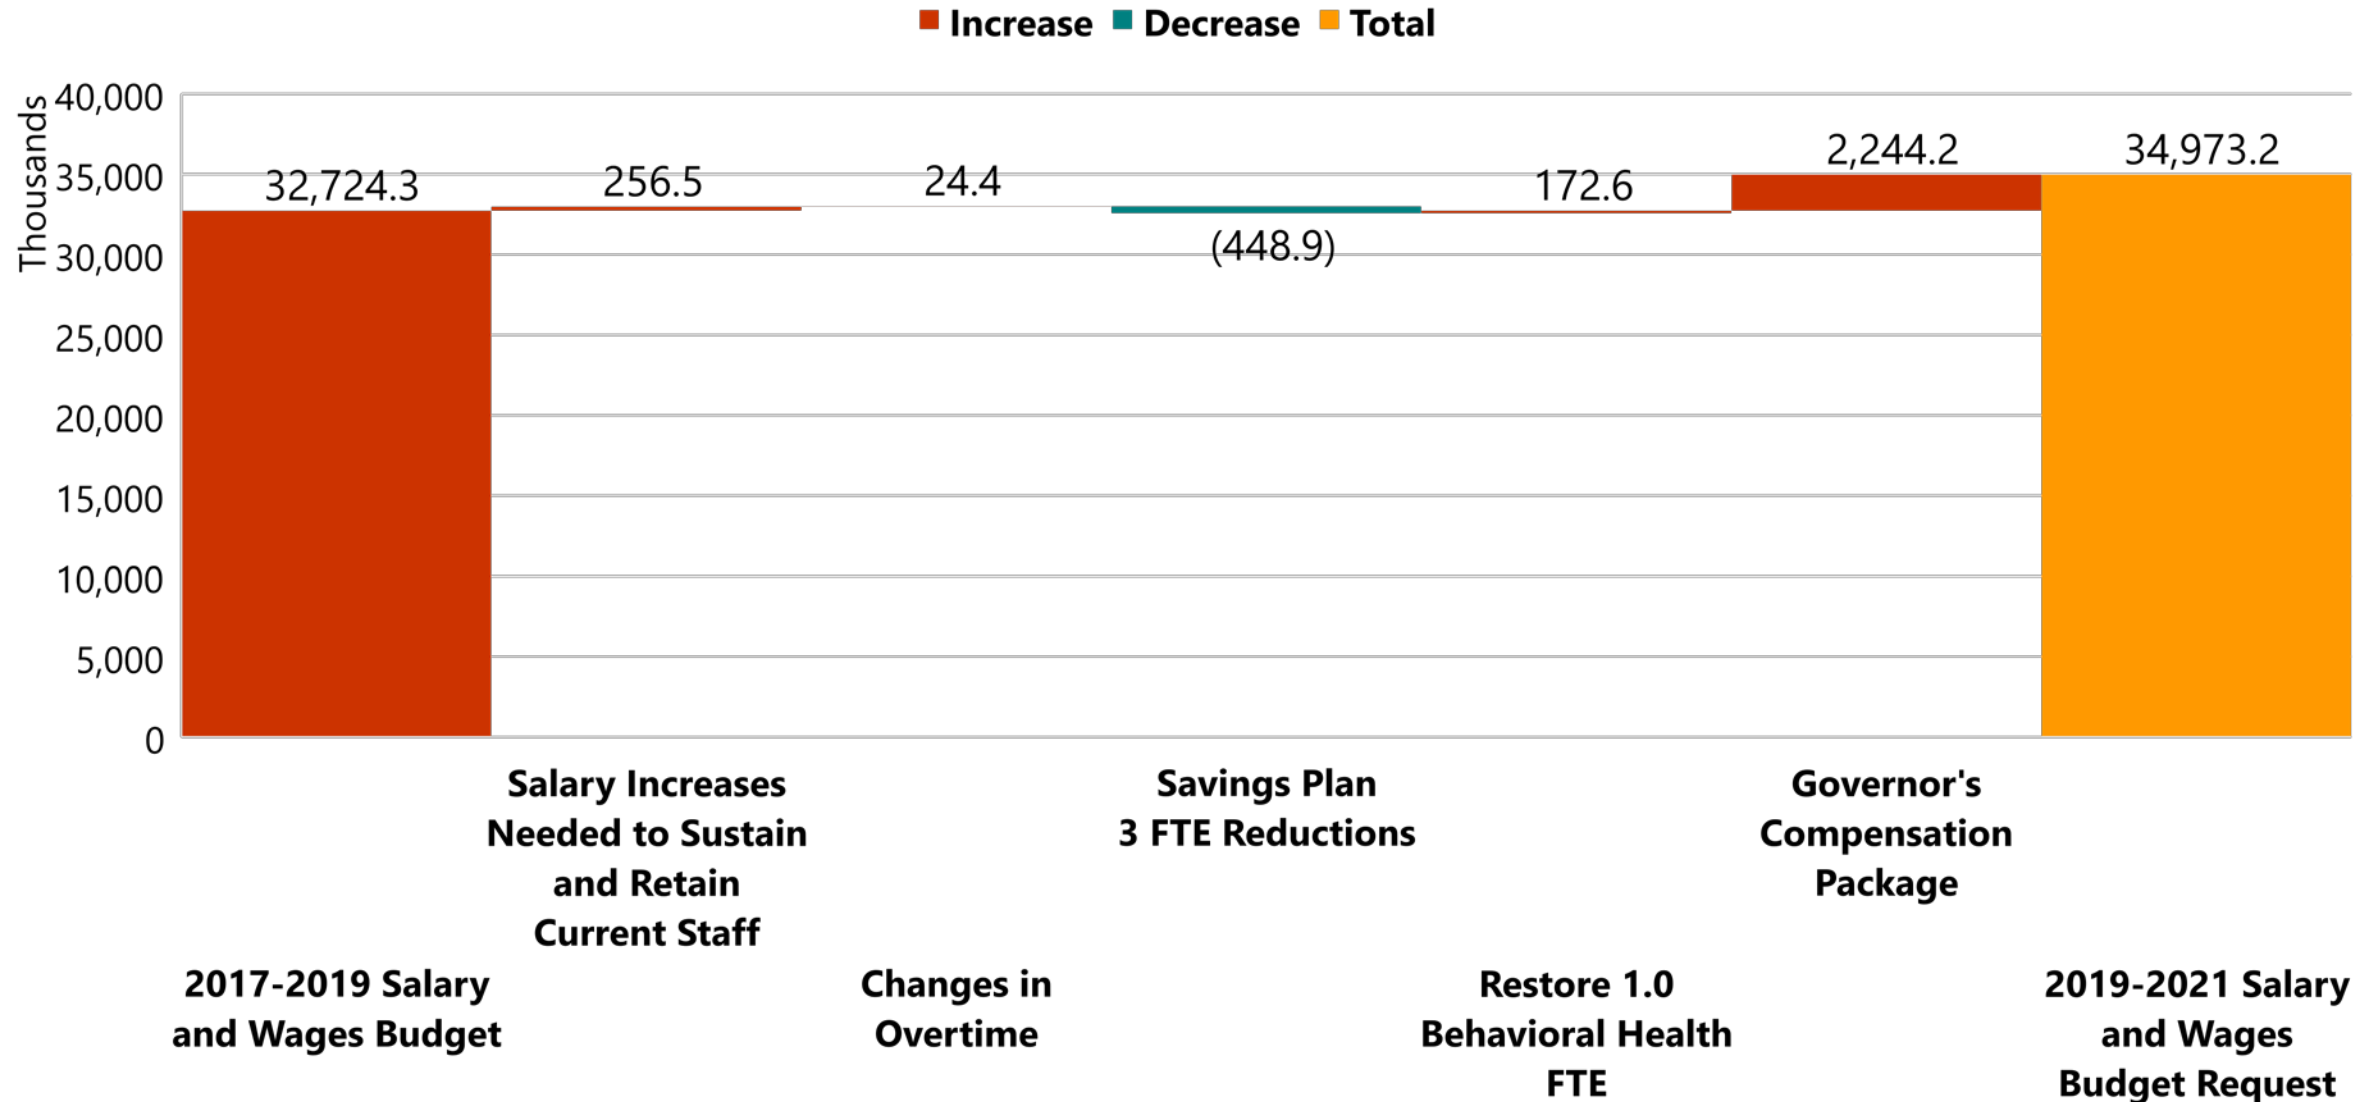 Increase Decrease Total
Thousands
40,000
35,000
30,000
25,000
20,000
15,000
10,000
5,000
0
32,724.3
256.5
24.4
(448.9)
172.6
2,244.2
34,973.2
2017-2019 Salary
and Wages Budget
Salary Increases
Needed to Sustain
and Retain
Current Staff
Changes in
Overtime
Savings Plan
3 FTE Reductions
Restore 1.0
Behavioral Health
FTE
Governor's
Compensation
Package
2019-2021 Salary
and Wages
Budget Request